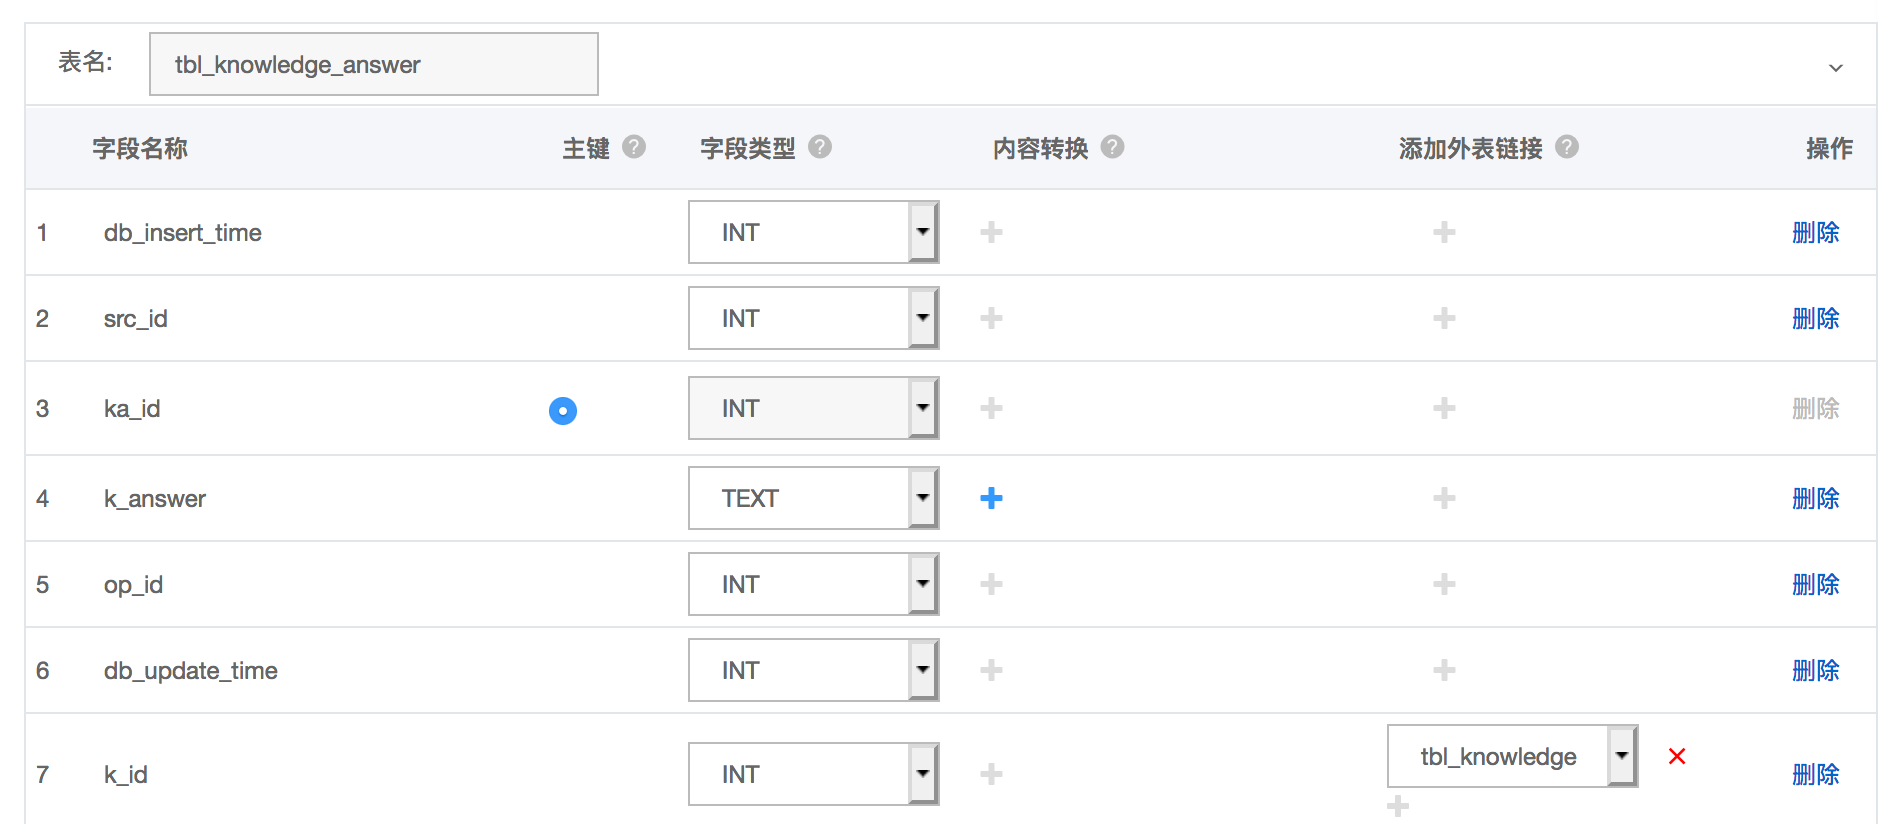 表名: tbl_knowledge_answer
字段名称 主键 ? 字段类型 ? 内容转换 ? 添加外表链接 ? 操作
1 db_insert_time INT 删除
2 src_id INT 删除
3 ka_id INT 删除
4 k_answer TEXT 删除
5 op_id INT 删除
6 db_update_time INT 删除
7 k_id INT tbl_knowledge 删除